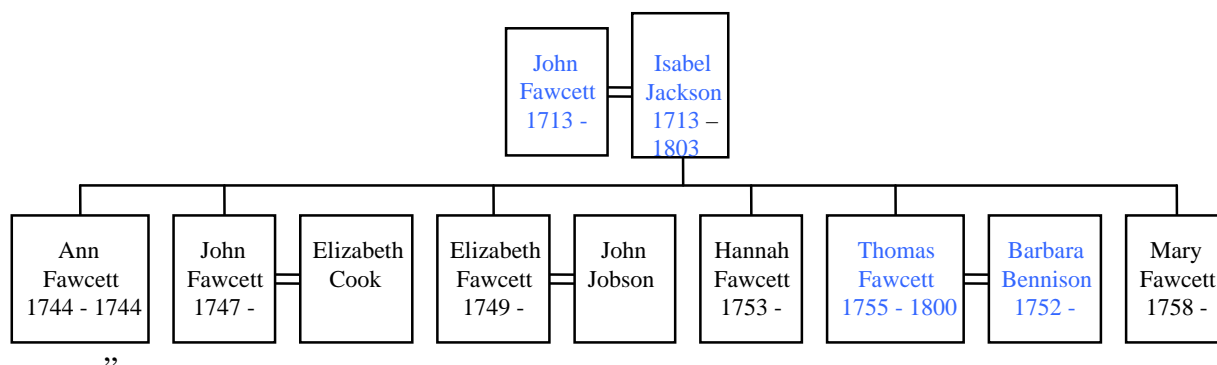 John
Fawcett
1713 -
Isabel
Jackson
1713 –
1803
Ann
Fawcett
1744 - 1744
John
Fawcett
1747 -
Elizabeth
Cook
Elizabeth
Fawcett
1749 -
John
Jobson
Hannah
Fawcett
1753 -
Thomas
Fawcett
1755 - 1800
Barbara
Bennison
1752 -
Mary
Fawcett
1758 -
”